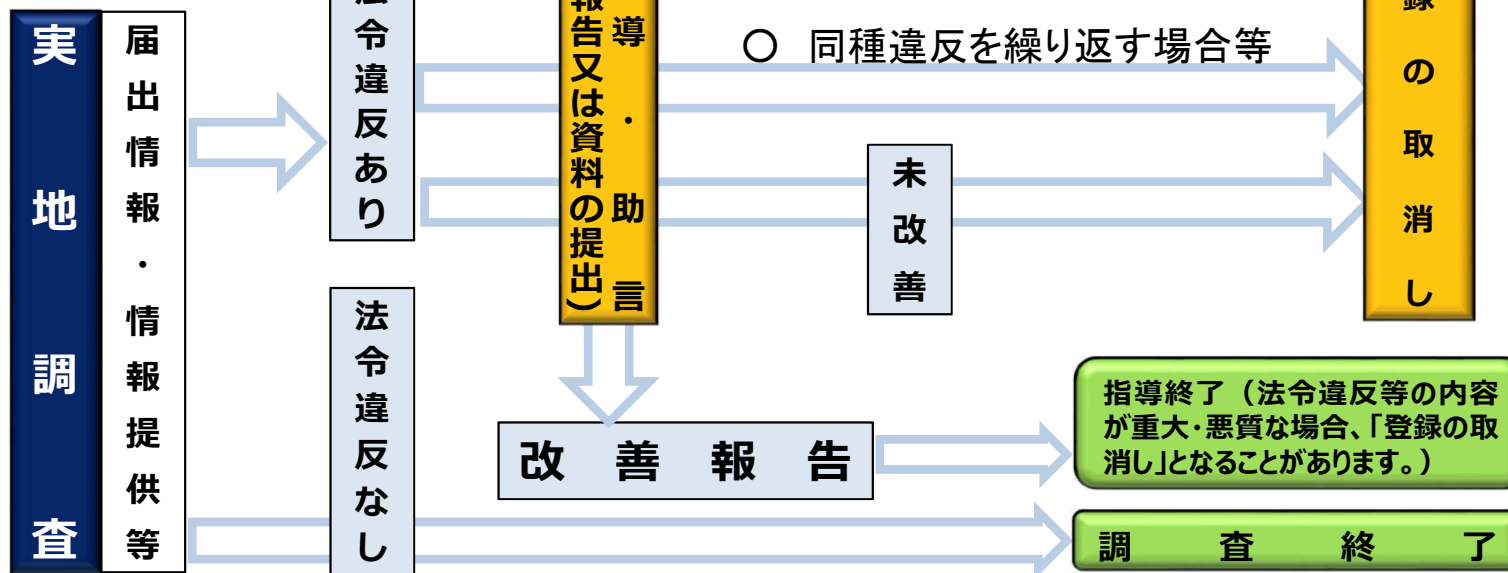 実地調査
届出情報・情報提供等
法令違反あり
法令違反なし
導・助言
報告又は資料の提出）
○ 同種違反を繰り返す場合等
未改善
録の取消し
改善報告
指導終了（法令違反等の内容
が重大・悪質な場合、「登録の取
消し」となることがあります。）
調査終了